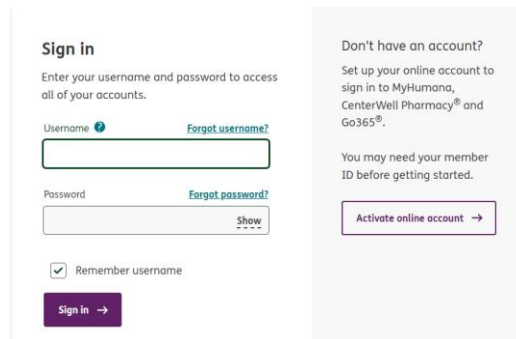 Sign in
Enter your username and password to access
all of your accounts.
Username ? Forgot username?
Password Forgot password?
Show
Remember username
Sign in →
Don't have an account?
Set up your online account to
sign in to MyHumana,
CenterWell Pharmacy® and
Go365®.
You may need your member
ID before getting started.
Activate online account →